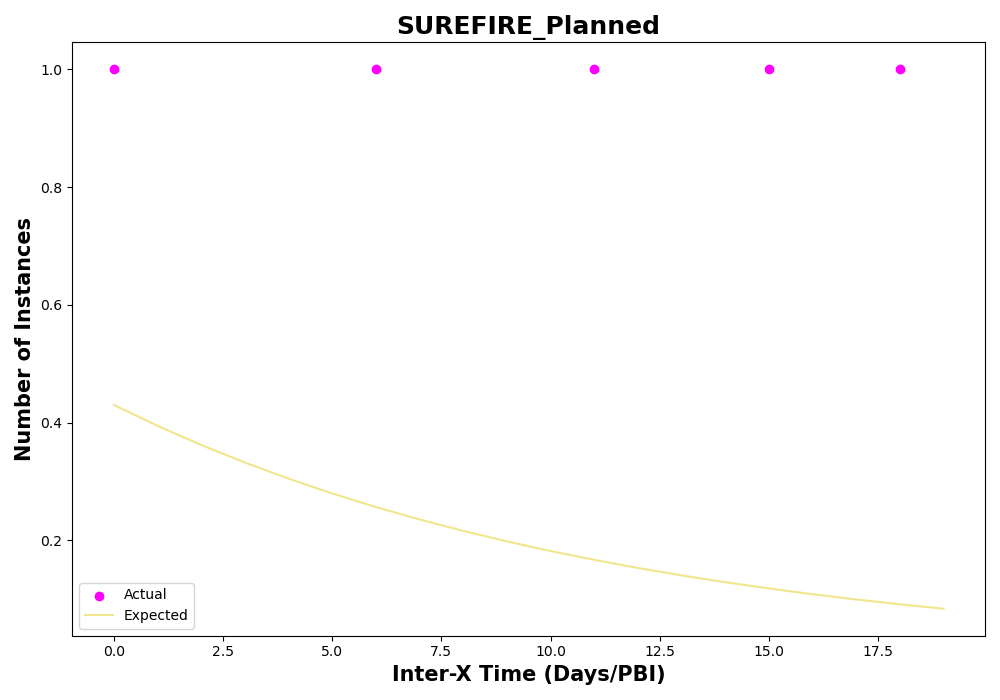 SUREFIRE_Planned
Number of Instances
1.0
0.8
0.6
0.4
0.2
Actual
Expected
0.0 2.5 5.0 7.5 10.0 12.5 15.0 17.5
Inter-X Time (Days/PBI)